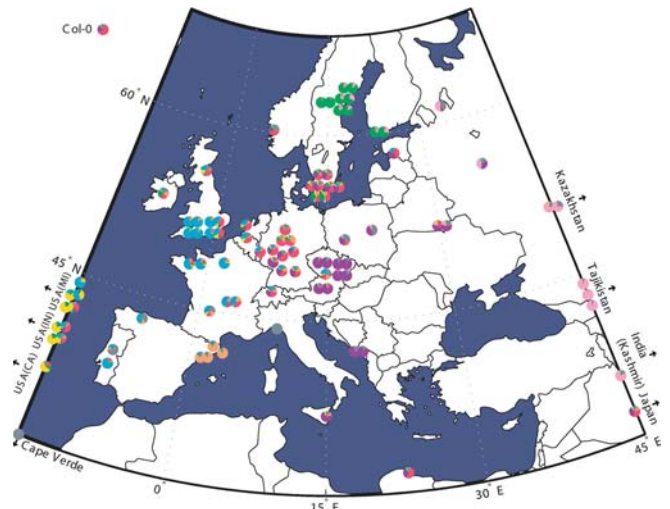 Col-0
60° N
45° N
USA(MI)
USA(IN)
USA(CA)
Cape Verde
Kazakhstan
Tajikistan
India
(Kashmir)
Japan
0°
15° E
30° E
45 E